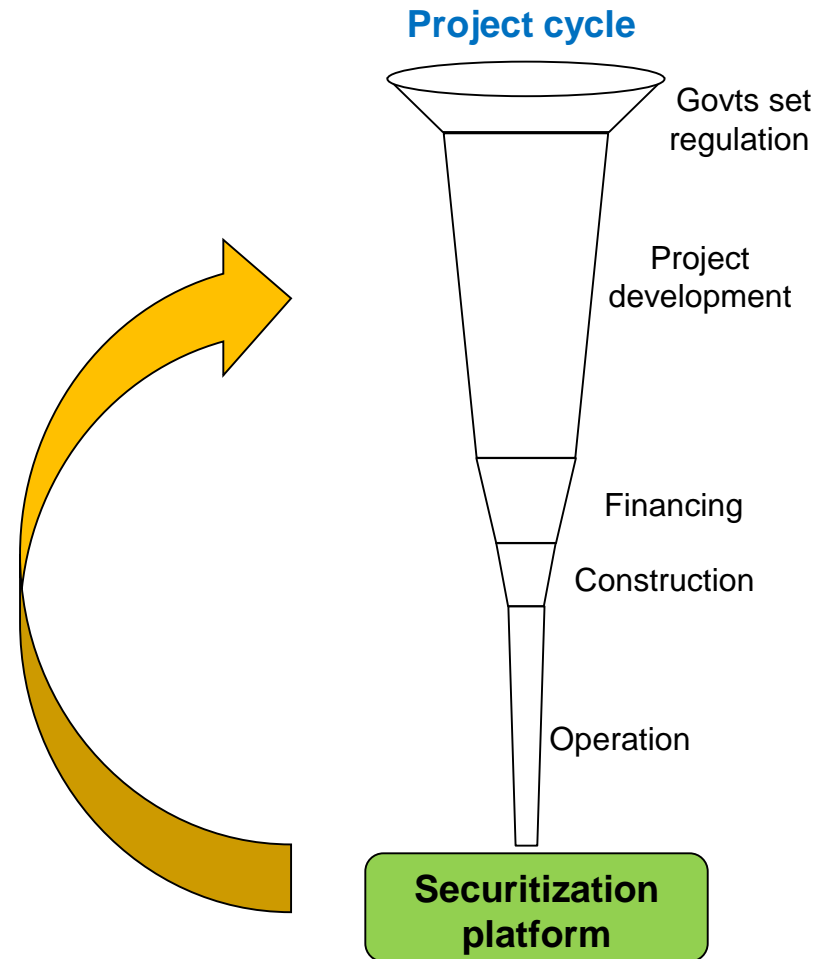 Project cycle
Govts set
regulation
Project
development
Financing
Construction
Operation
Securitization
platform